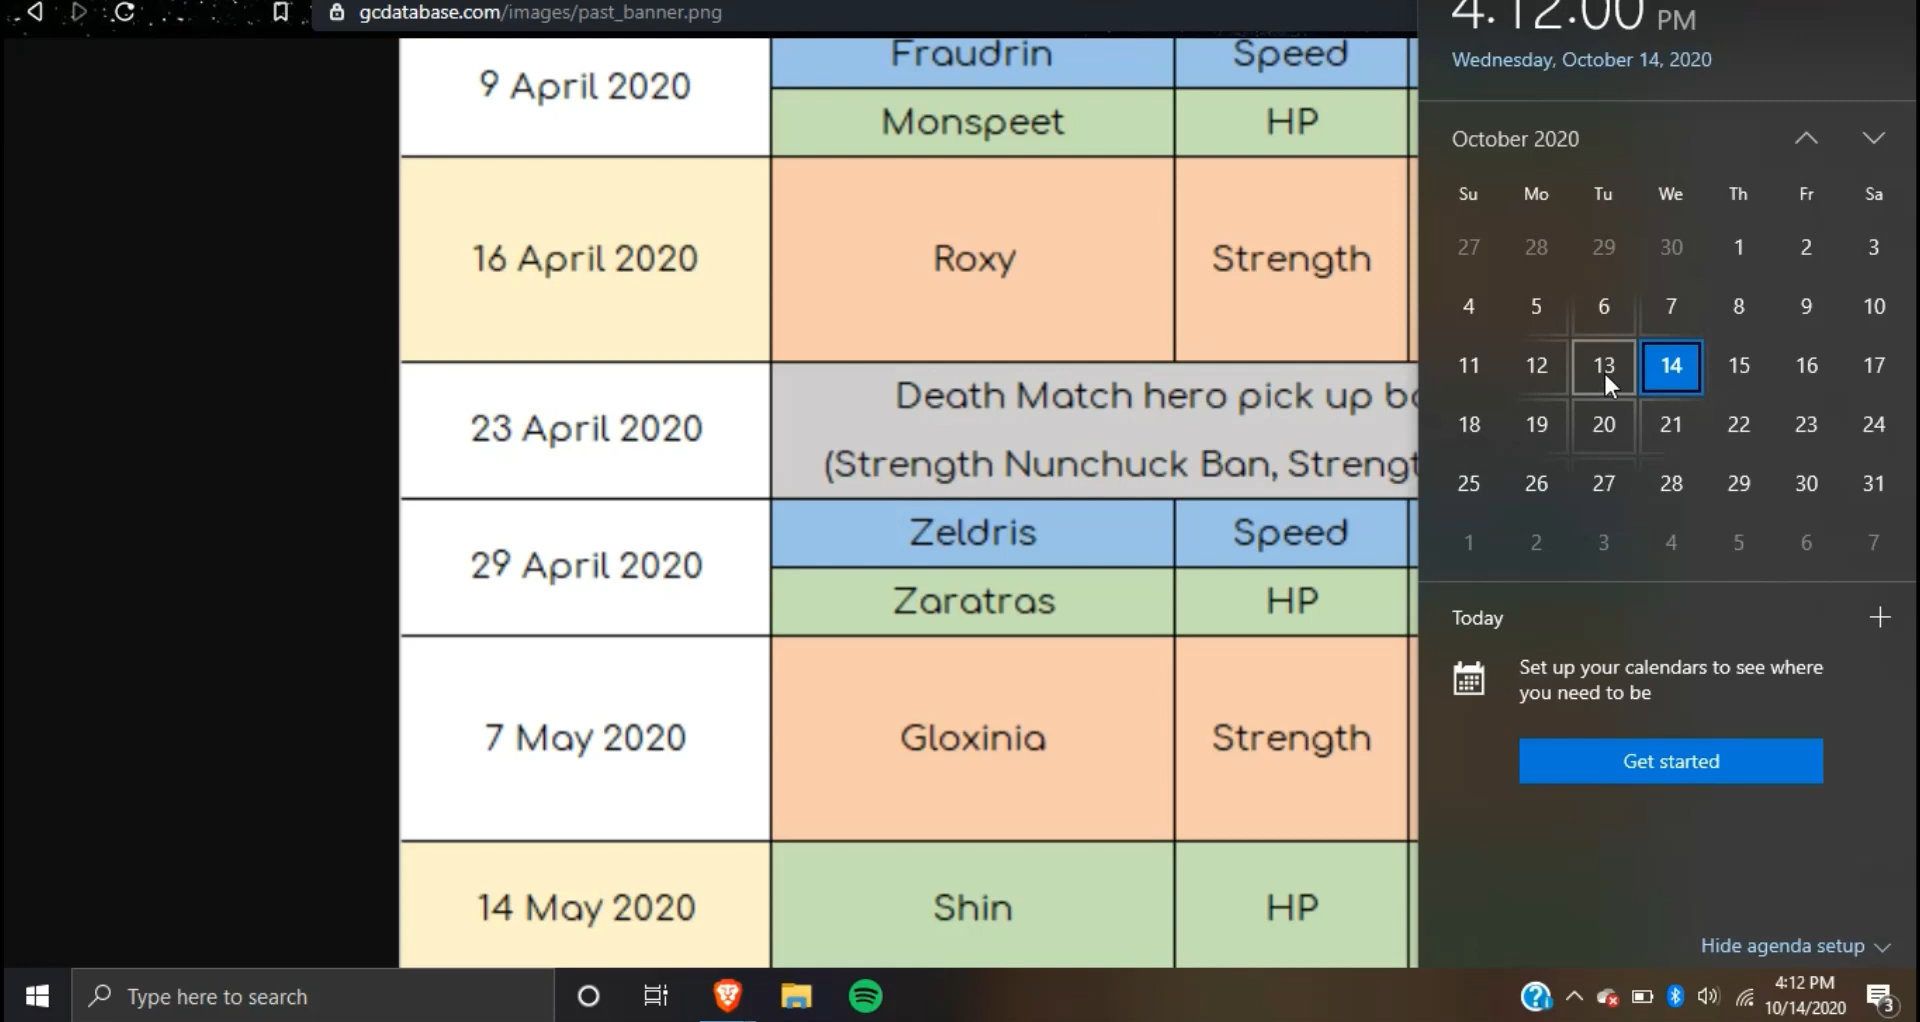 gcdatabase.com/images/past_banner.png
9 April 2020
Fraudrin
Speed
Monspeet
HP
16 April 2020
Roxy
Strength
23 April 2020
Death Match hero pick up
(Strength Nunchuck Ban,
29 April 2020
Zeldris
Speed
Zaratras
HP
7 May 2020
Gloxinia
Strength
14 May 2020
Shin
HP
4:12:00 PM
Wednesday, October 14, 2020
October 2020
Su Mo Tu We Th Fr Sa
27 28 29 30 1 2 3
4 5 6 7 8 9 10
11 12 13 14 15 16 17
18 19 20 21 22 23 24
25 26 27 28 29 30 31
1 2 3 4 5 6 7
Today
Set up your calendars to see where
you need to be
Get started
Hide agenda setup
Type here to search
4:12 PM
10/14/2020
3